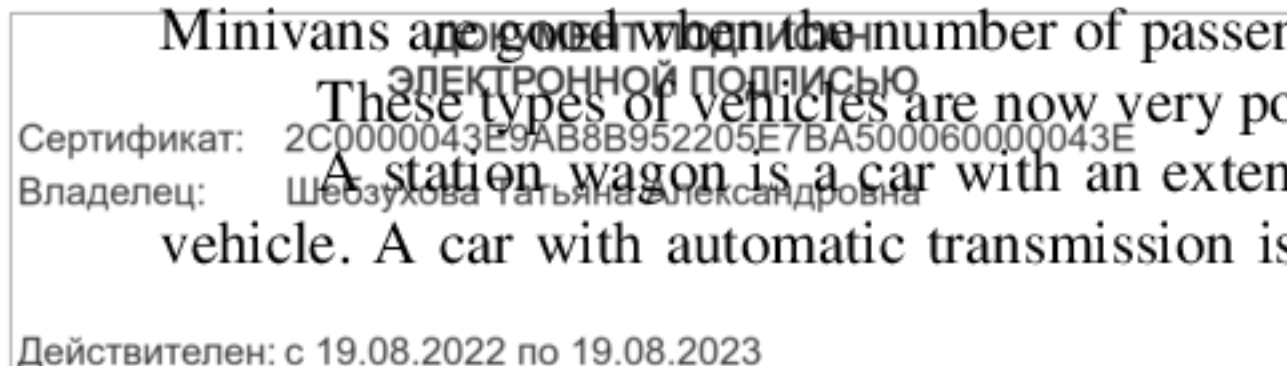 Minivans are good when the number of passen
ДОКУМЕНТ ПОДПИСАН
ЭЛЕКТРОННОЙ ПОДПИСЬЮ
These types of vehicles are now very po
Сертификат: 2C0000043E9AB8B952205E7BA500060000043E
A station wagon is a car with an exten
Владелец: Шебзухова Татьяна Александровна
vehicle. A car with automatic transmission is
Действителен: с 19.08.2022 по 19.08.2023